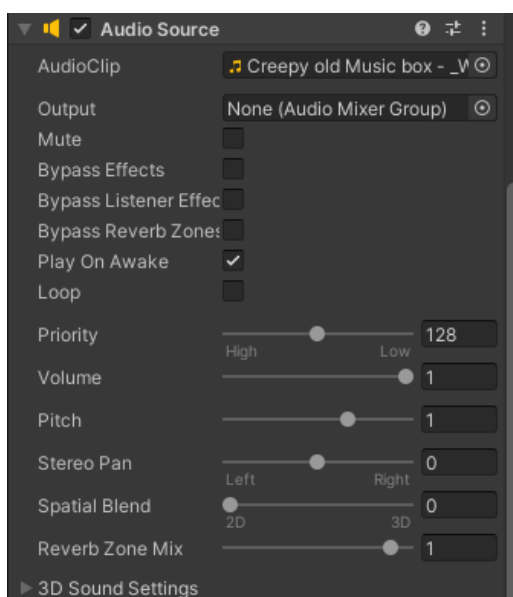 Audio Source
AudioClip Creepy old Music box - _W
Output None (Audio Mixer Group)
Mute
Bypass Effects
Bypass Listener Effec
Bypass Reverb Zones
Play On Awake
Loop
Priority 128
High Low
Volume 1
Pitch 1
Stereo Pan 0
Left Right
Spatial Blend 0
2D 3D
Reverb Zone Mix 1
3D Sound Settings